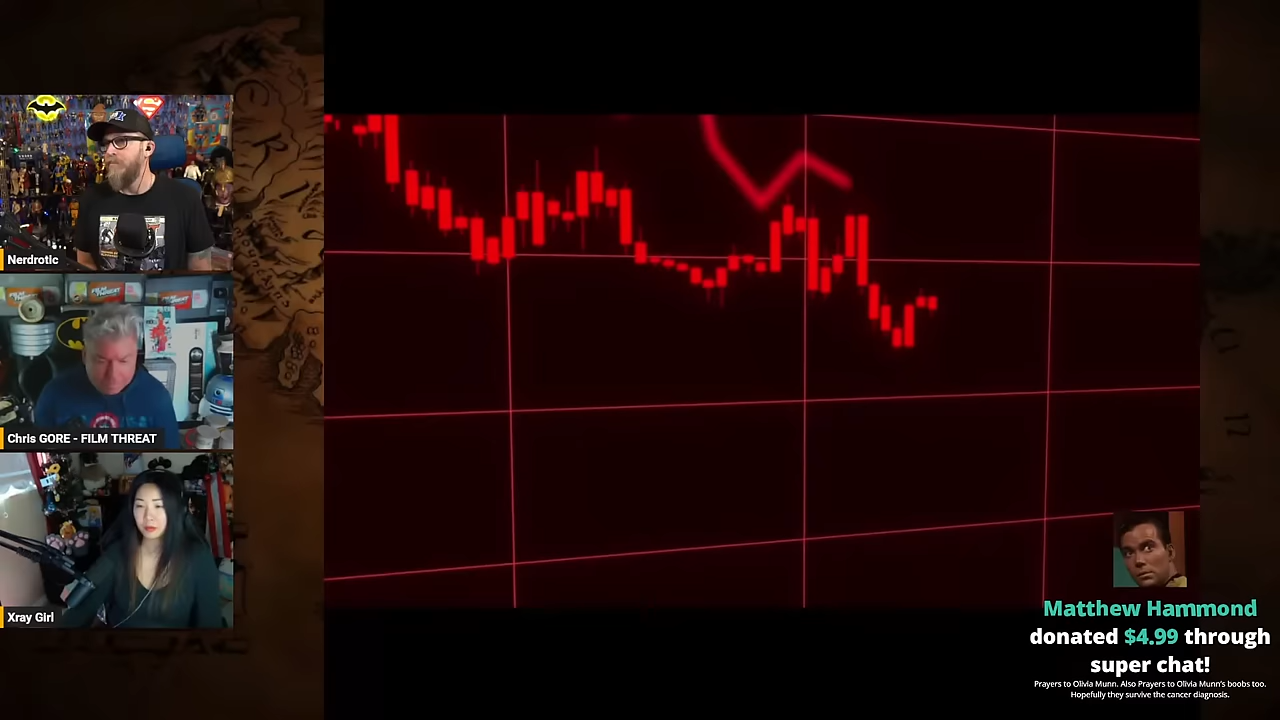 Nerdrotic
Chris GORE - FILM THREAT
Xray Girl
Matthew Hammond
donated $4.99 through
super chat!
Prayers to Olivia Munn. Also Prayers to Olivia Munn's boobs too.
Hopefully they survive the cancer diagnosis.